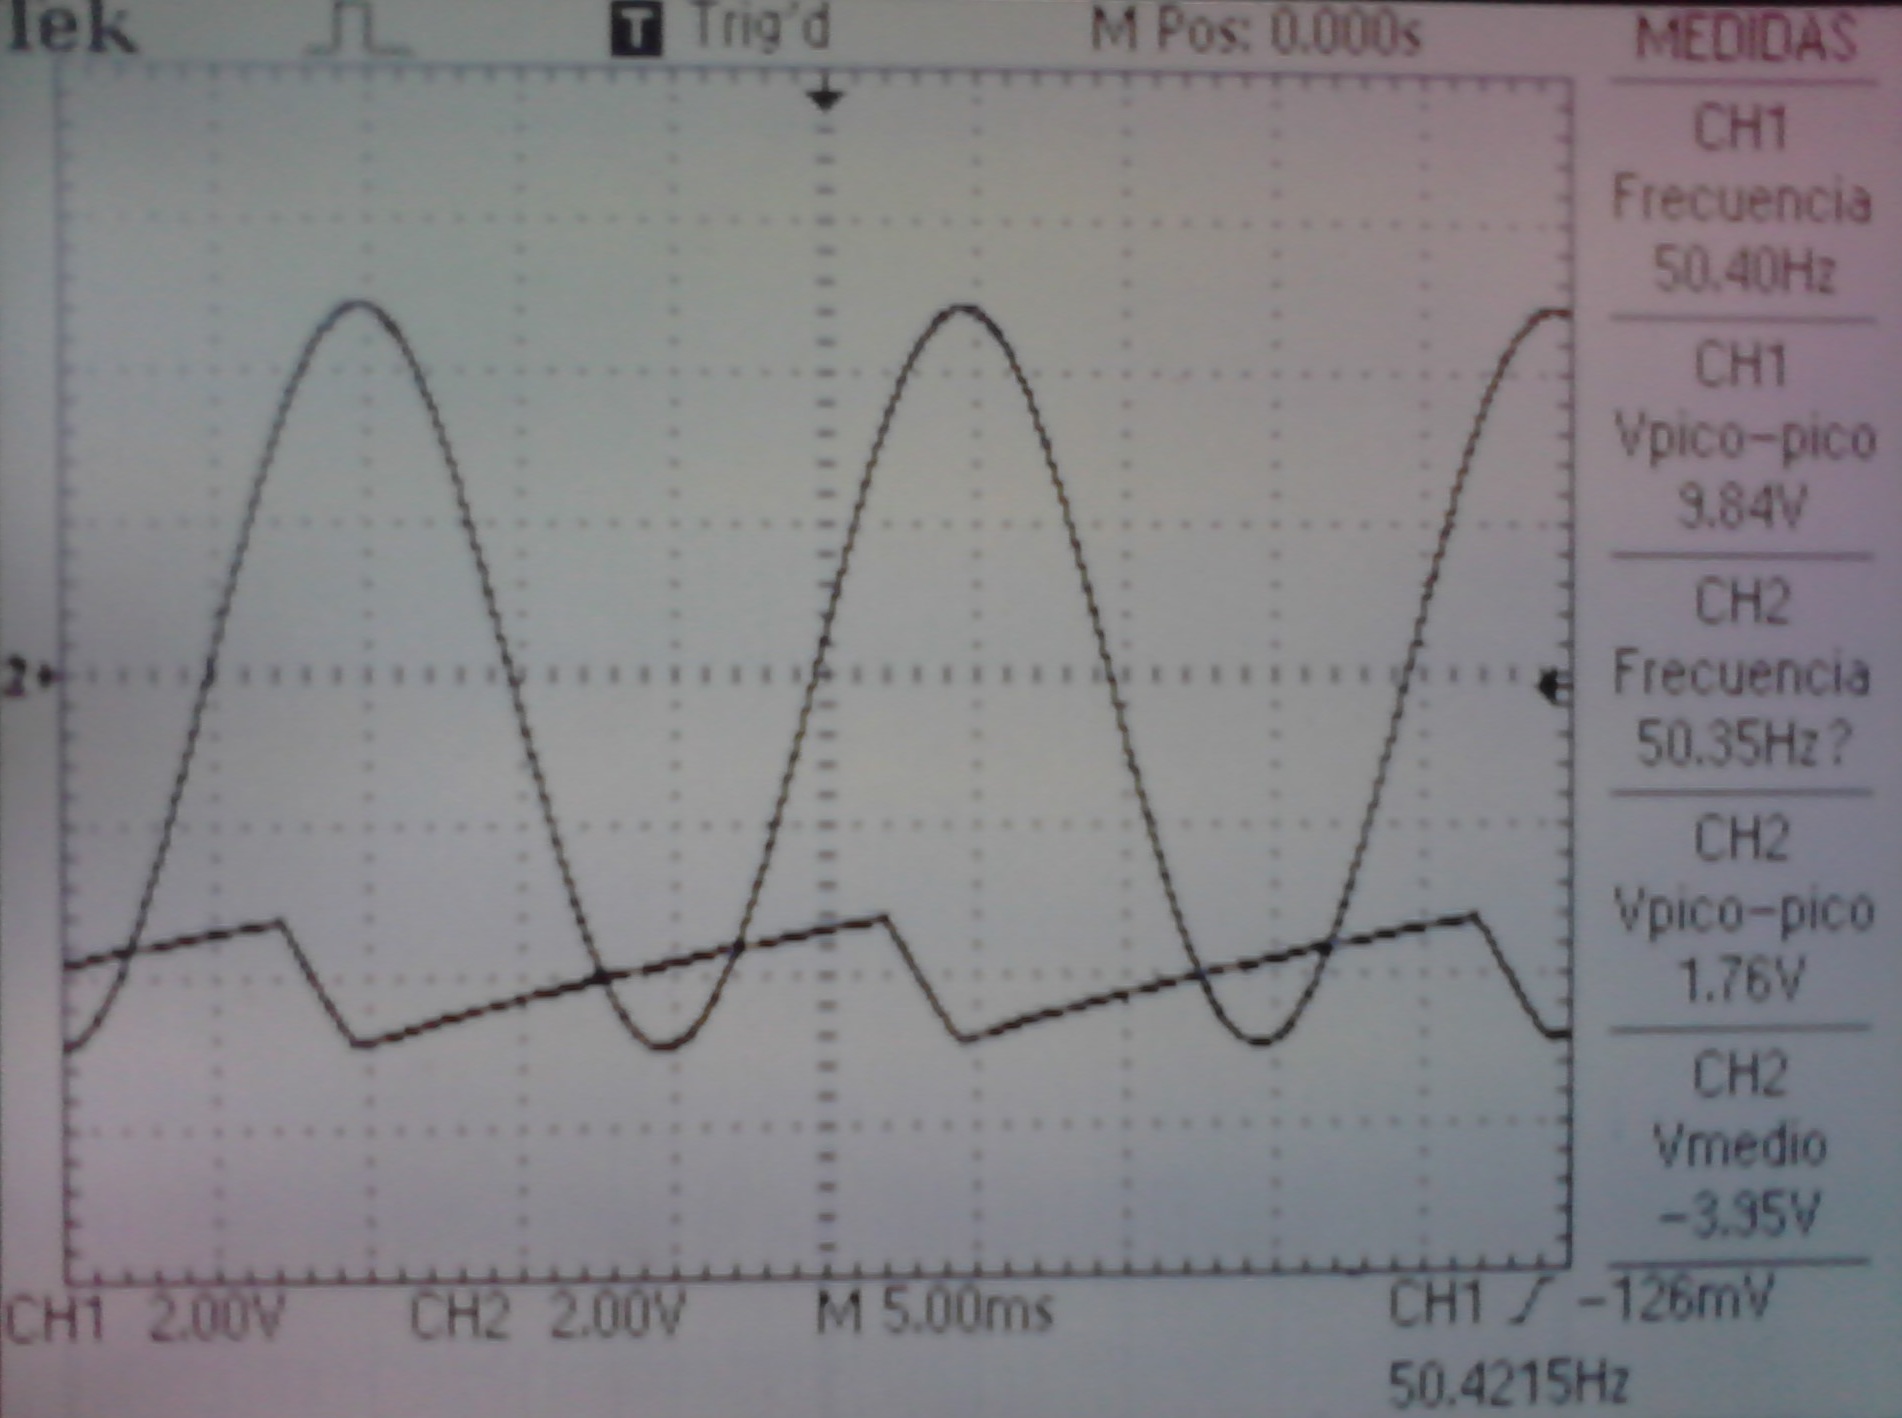 Tek T Trig'd M Pos: 0.000s MEDIDAS
CH1
Frecuencia
50.40Hz
CH1
Vpico-pico
9.84V
2
CH2
Frecuencia
50.35Hz?
CH2
Vpico-pico
1.76V
CH2
Vmedio
-3.95V
CH1 2.00V CH2 2.00V M 5.00ms CH1 -126mV
50.4215Hz